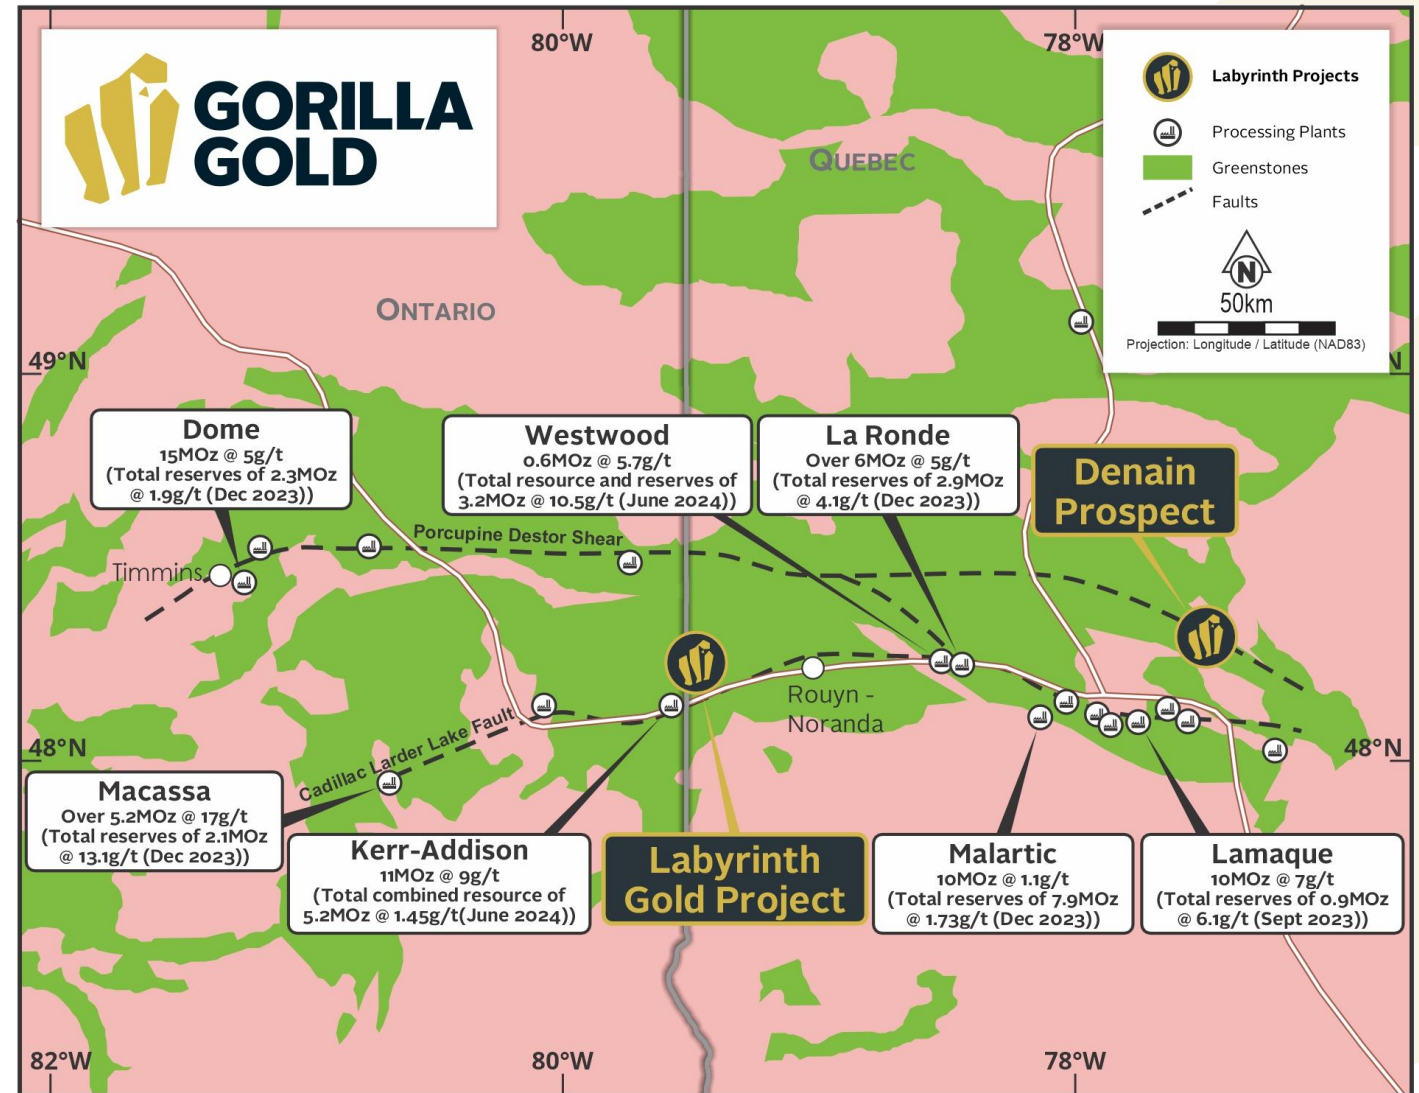 80°W
78°W
GORILLA
GOLD
Labyrinth Projects
Processing Plants
Greenstones
Faults
N
50km
Projection: Longitude / Latitude (NAD83)
QUEBEC
ONTARIO
49°N
N
Dome
15MOz @ 5g/t
(Total reserves of 2.3MOz
@ 1.9g/t (Dec 2023))
Westwood
0.6MOz @ 5.7g/t
(Total resource and reserves of
3.2MOz @ 10.5g/t (June 2024))
La Ronde
Over 6MOz @ 5g/t
(Total reserves of 2.9MOz
@ 4.1g/t (Dec 2023))
Denain
Prospect
Porcupine Destor Shear
Timmins
Rouyn -
Noranda
Cadillac Larder Lake Fault
48°N
48°N
Macassa
Over 5.2MOz @ 17g/t
(Total reserves of 2.1MOz
@ 13.1g/t (Dec 2023))
Kerr-Addison
11MOz @ 9g/t
(Total combined resource of
5.2MOz @ 1.45g/t(June 2024))
Labyrinth
Gold Project
Malartic
10MOz @ 1.1g/t
(Total reserves of 7.9MOz
@ 1.73g/t (Dec 2023))
Lamaque
10MOz @ 7g/t
(Total reserves of 0.9MOz
@ 6.1g/t (Sept 2023))
82°W
80°W
78°W